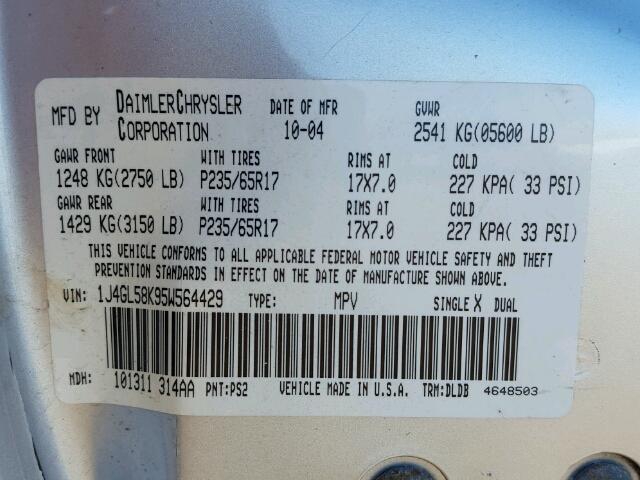 MFD BY DAIMLERCHRYSLER CORPORATION DATE OF MFR 10-04 GVWR 2541 KG(05600 LB)
GAWR FRONT WITH TIRES RIMS AT COLD
1248 KG(2750 LB) P235/65R17 17X7.0 227 KPA( 33 PSI)
GAWR REAR WITH TIRES RIMS AT COLD
1429 KG(3150 LB) P235/65R17 17X7.0 227 KPA( 33 PSI)
THIS VEHICLE CONFORMS TO ALL APPLICABLE FEDERAL MOTOR VEHICLE SAFETY AND THEFT
PREVENTION STANDARDS IN EFFECT ON THE DATE OF MANUFACTURE SHOWN ABOVE.
VIN: 1J4GL58K95W564429 TYPE: MPV SINGLE X DUAL
MDH: 101311 314AA PNT:PS2 VEHICLE MADE IN U.S.A. TRM:DLDB 4648503